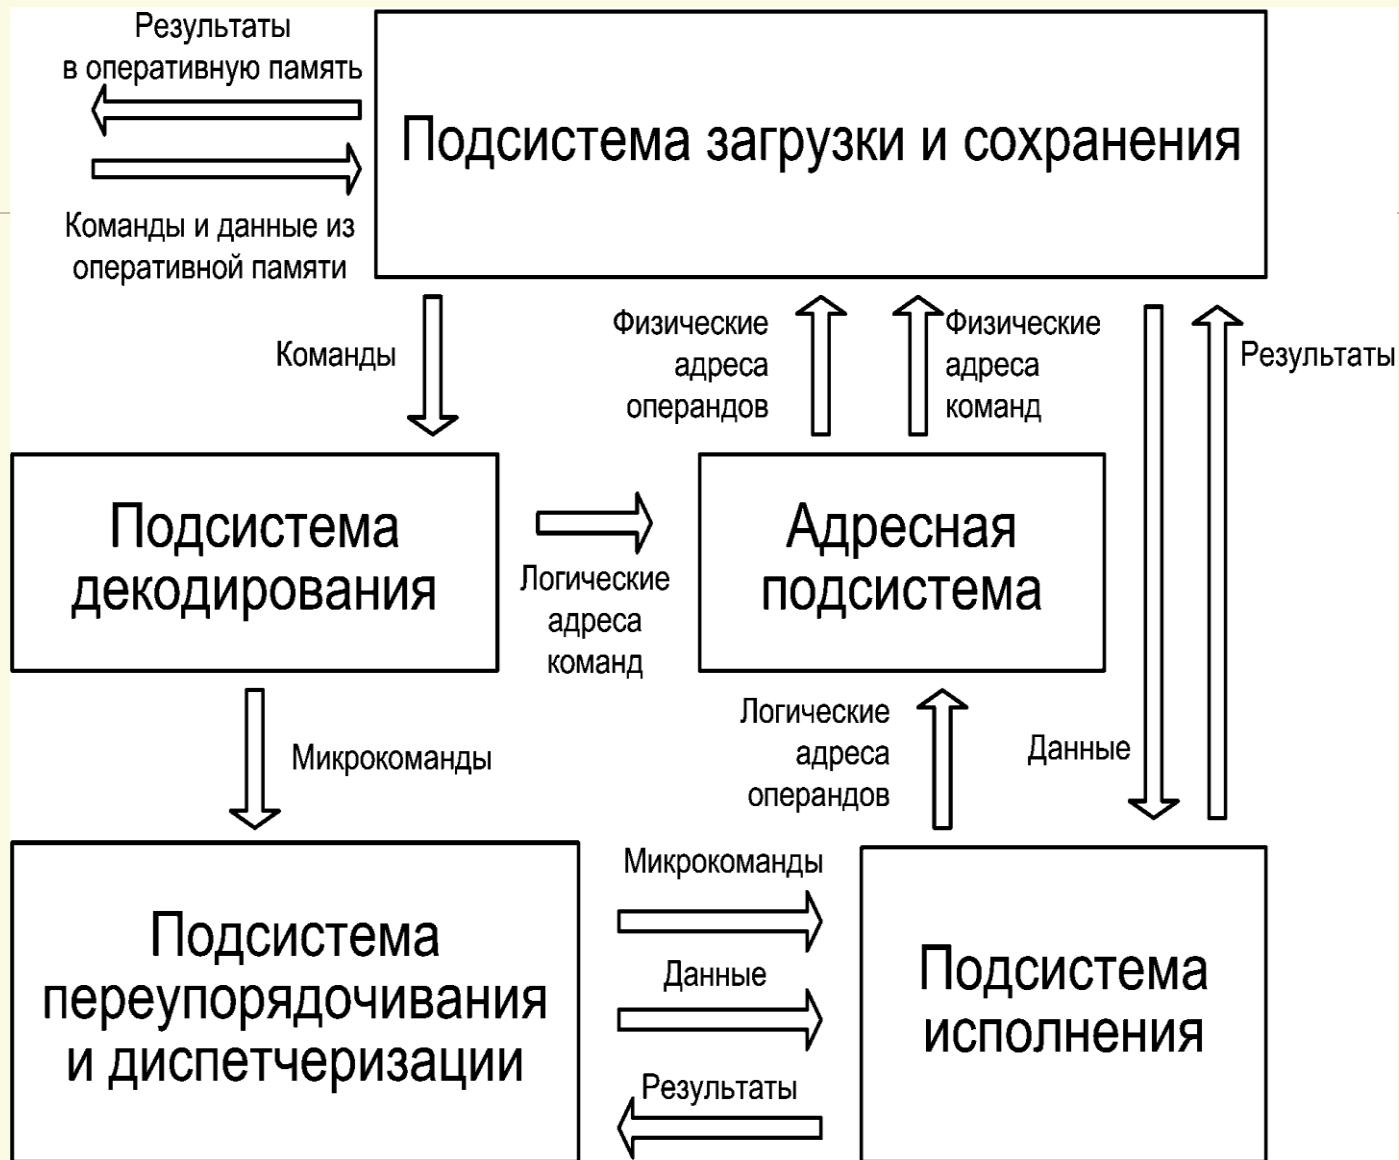 Результаты
в оперативную память
Подсистема загрузки и сохранения
Команды и данные из
оперативной памяти
Команды
Физические
адреса
операндов
Физические
адреса
команд
Результаты
Подсистема
декодирования
Логические
адреса
команд
Адресная
подсистема
Микрокоманды
Логические
адреса
операндов
Данные
Подсистема
переупорядочивания
и диспетчеризации
Микрокоманды
Данные
Результаты
Подсистема
исполнения